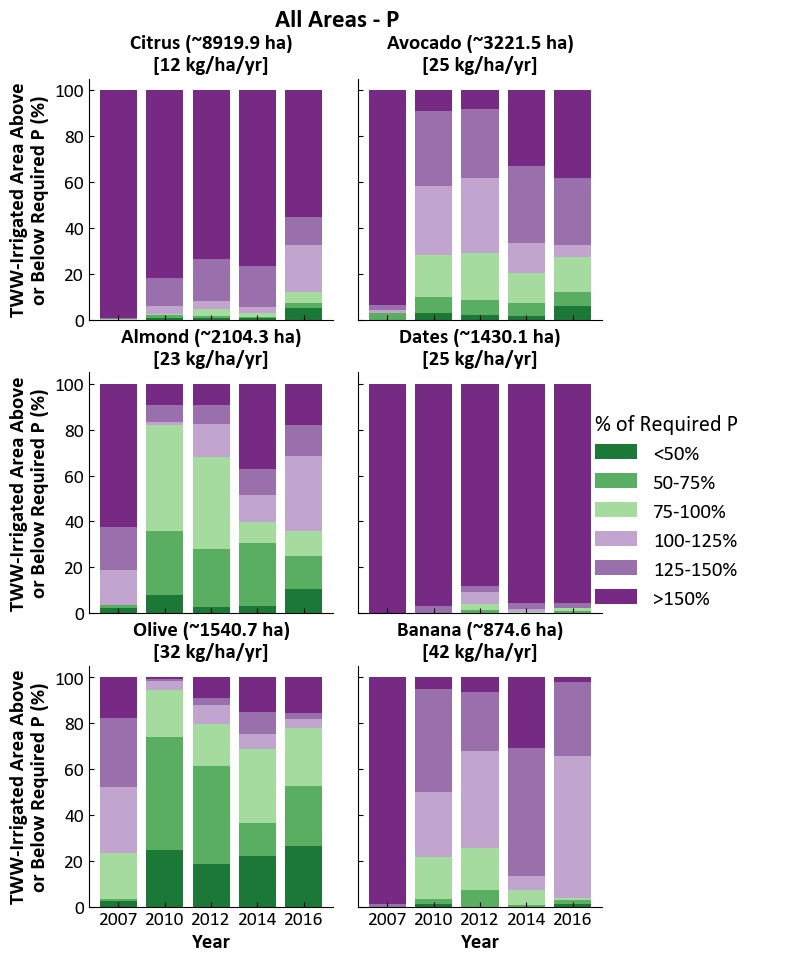 All Areas - P
Citrus (~8919.9 ha)
[12 kg/ha/yr]
Avocado (~3221.5 ha)
[25 kg/ha/yr]
TWW-Irrigated Area Above
or Below Required P (%)
100
80
60
40
20
0
Almond (~2104.3 ha)
[23 kg/ha/yr]
Dates (~1430.1 ha)
[25 kg/ha/yr]
TWW-Irrigated Area Above
or Below Required P (%)
100
80
60
40
20
0
% of Required P
<50%
50-75%
75-100%
100-125%
125-150%
>150%
Olive (~1540.7 ha)
[32 kg/ha/yr]
Banana (~874.6 ha)
[42 kg/ha/yr]
TWW-Irrigated Area Above
or Below Required P (%)
100
80
60
40
20
0
2007 2010 2012 2014 2016
Year
2007 2010 2012 2014 2016
Year